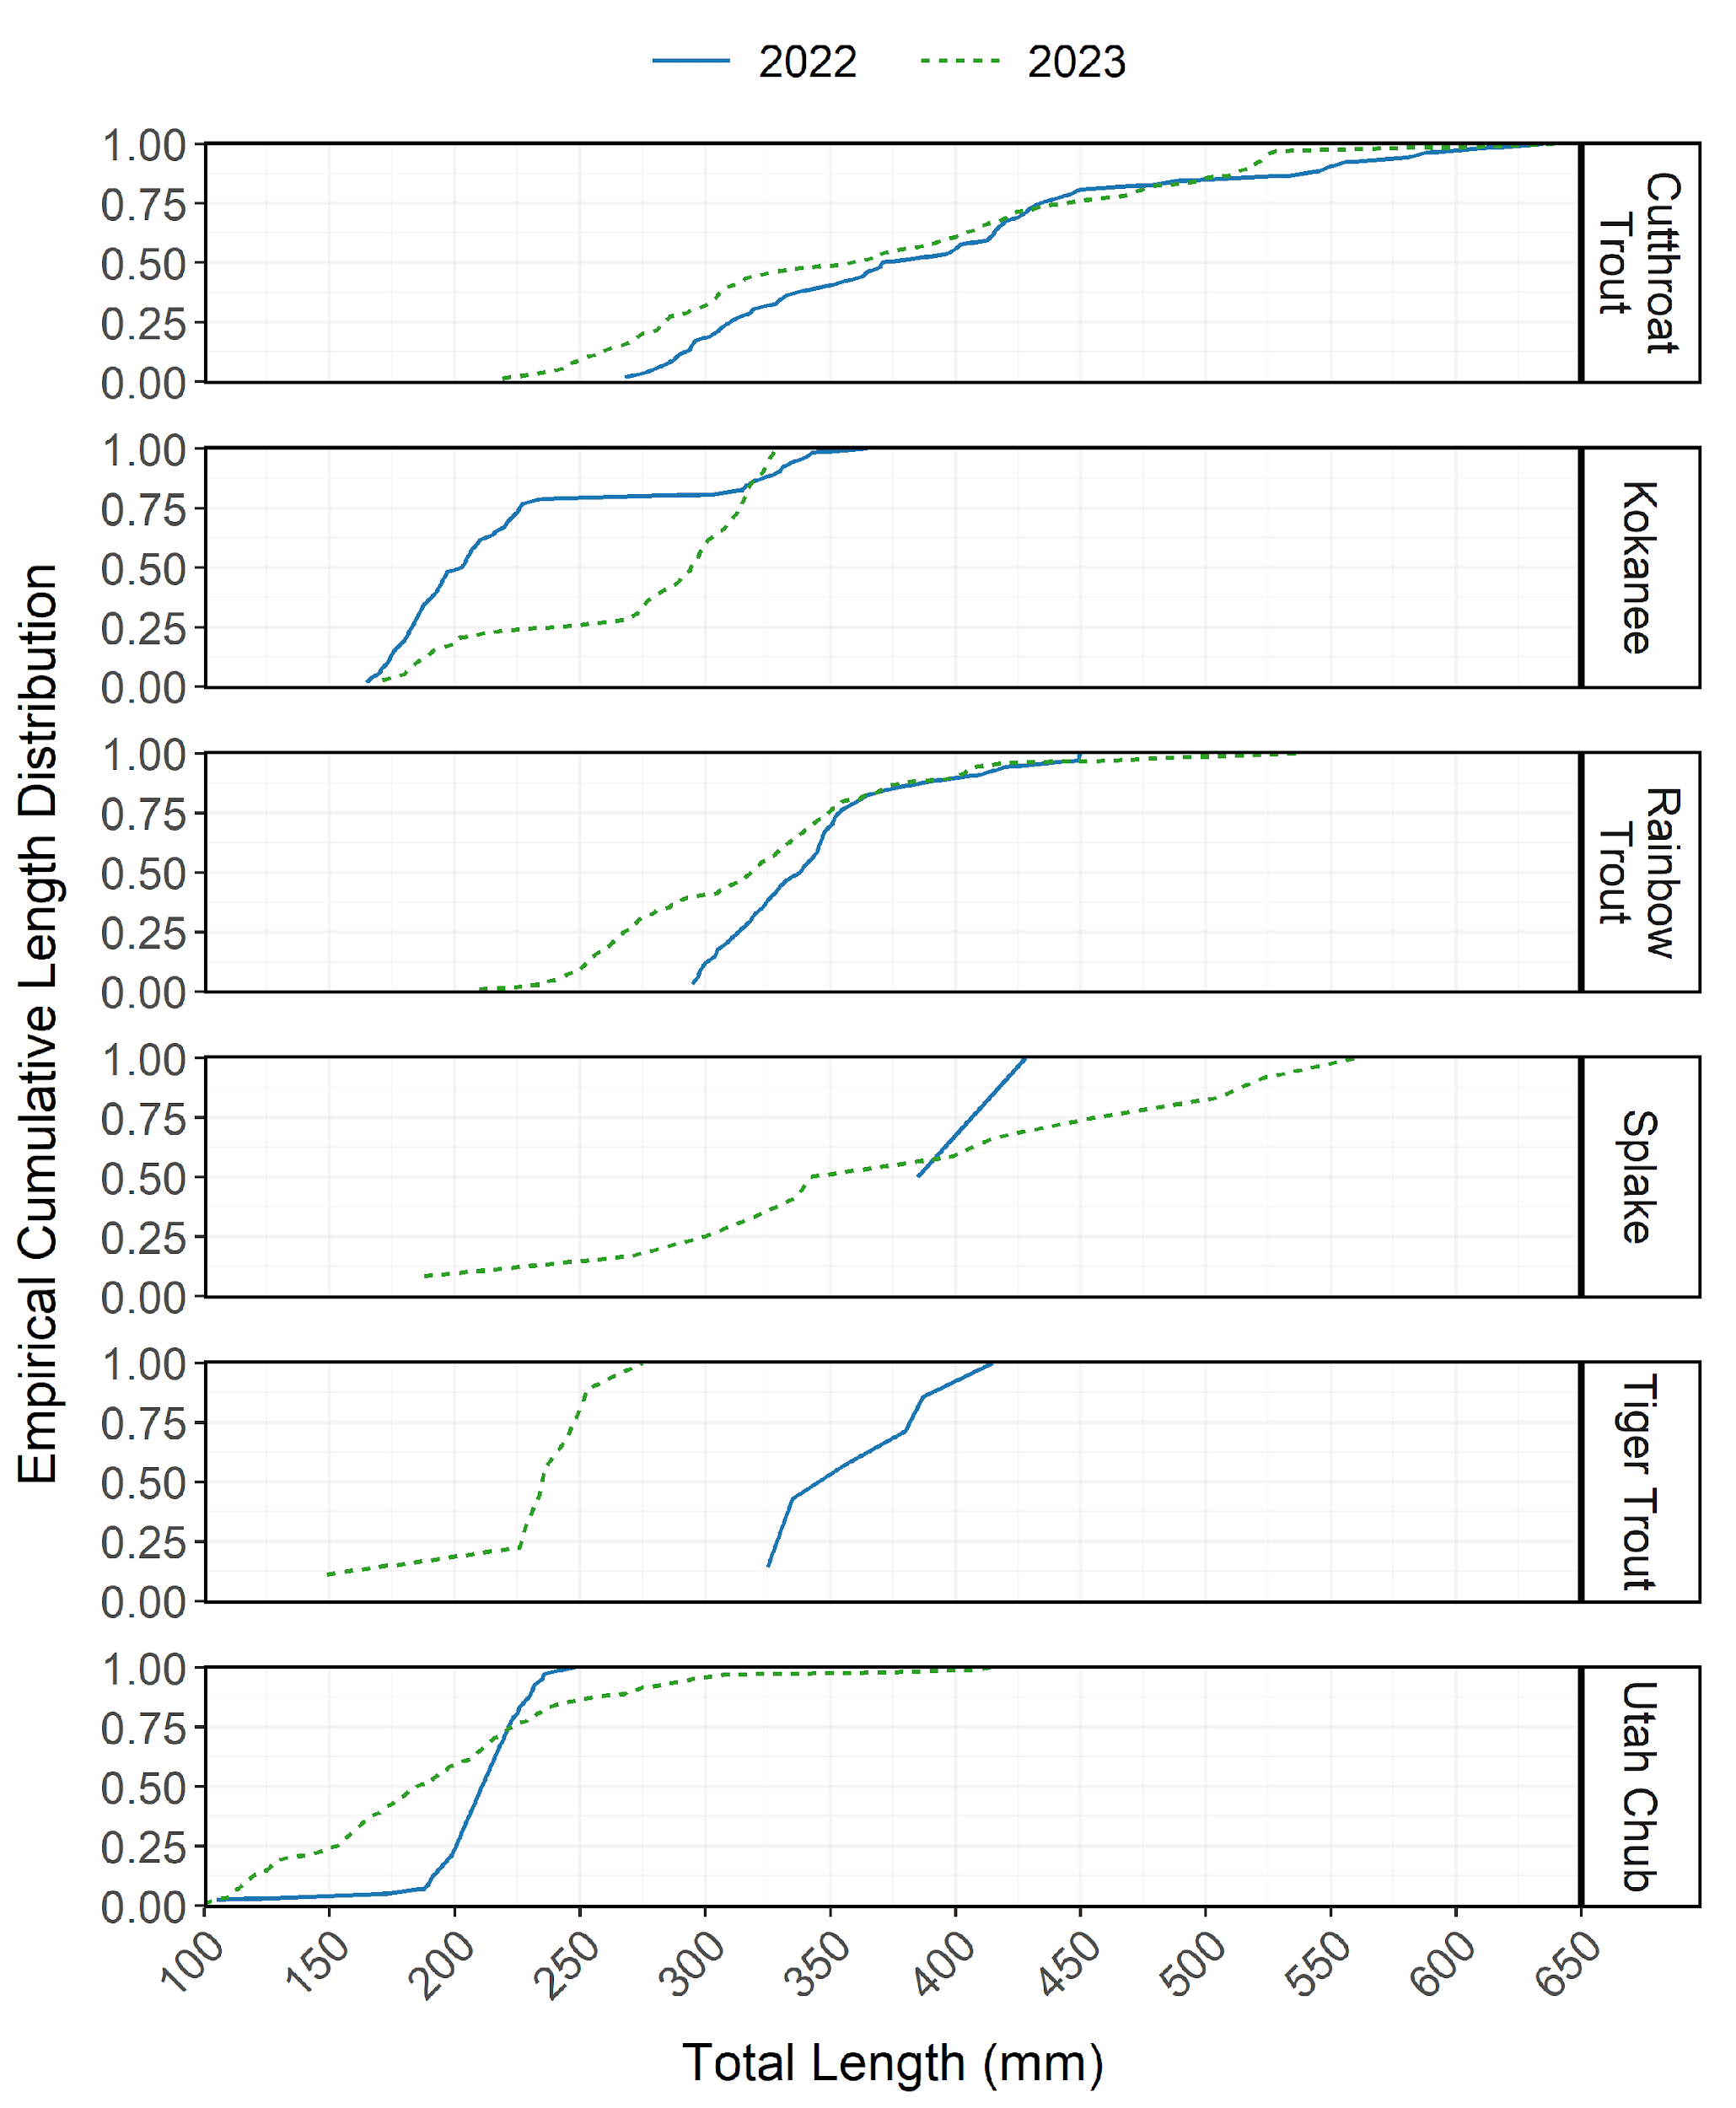 2022 2023
1.00
0.75
0.50
0.25
0.00
Cutthroat
Trout
1.00
0.75
0.50
0.25
0.00
Kokanee
1.00
0.75
0.50
0.25
0.00
Rainbow
Trout
1.00
0.75
0.50
0.25
0.00
Splake
1.00
0.75
0.50
0.25
0.00
Tiger Trout
1.00
0.75
0.50
0.25
0.00
Utah Chub
Empirical Cumulative Length Distribution
100 150 200 250 300 350 400 450 500 550 600 650
Total Length (mm)